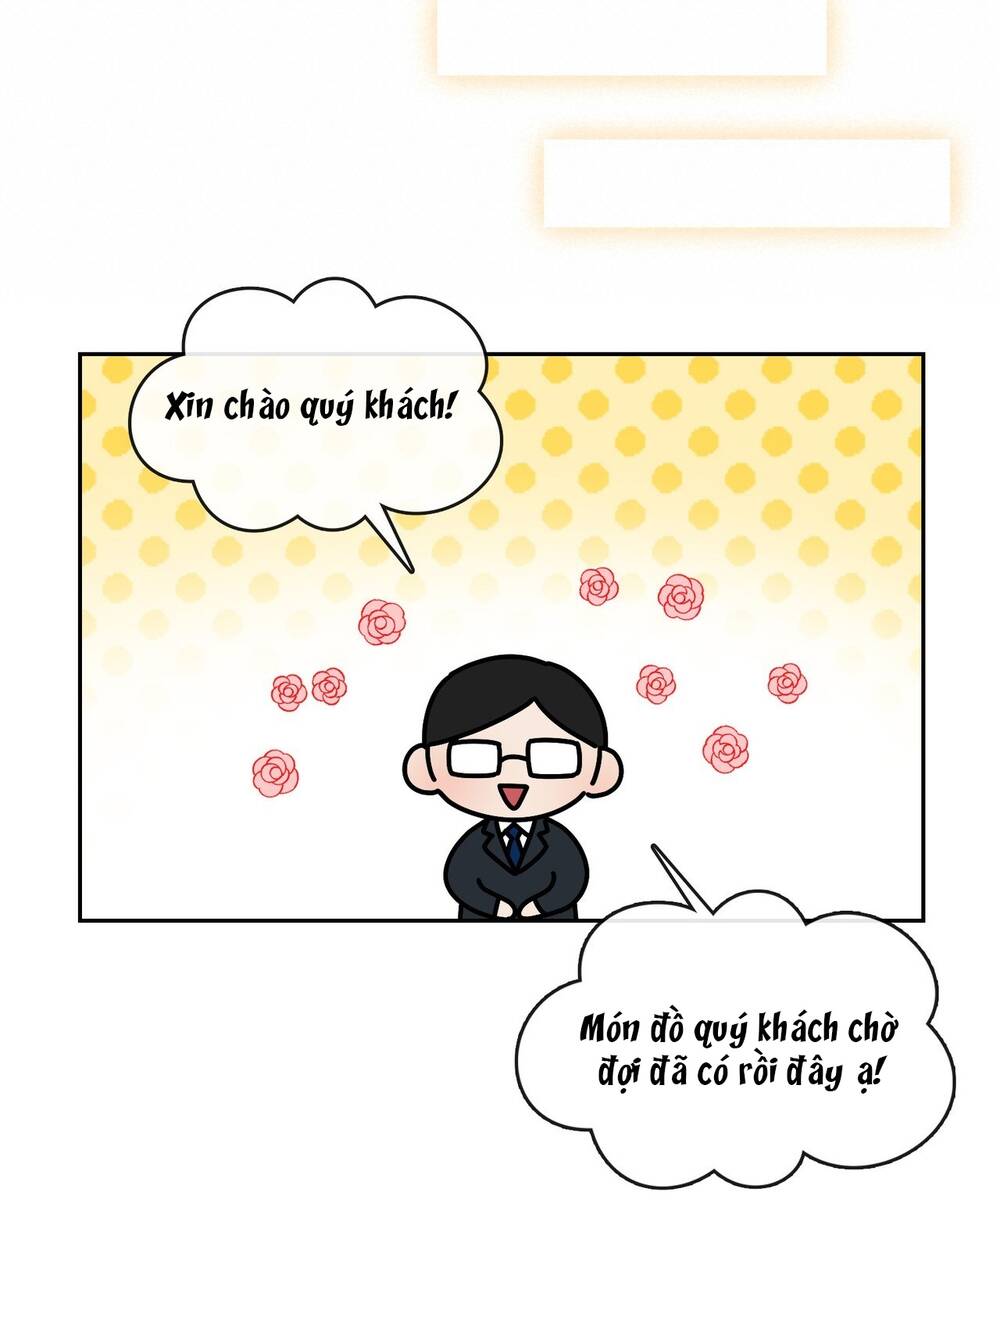 Xin chào quý khách!
Món đồ quý khách chờ
đợi đã có rồi đây ạ!